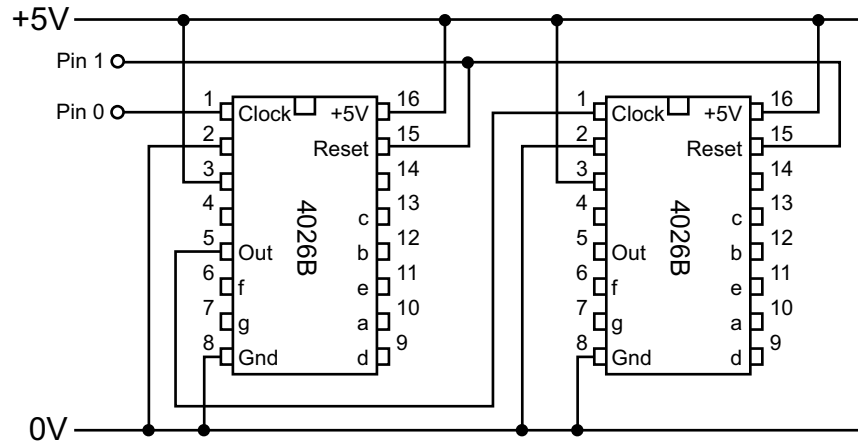 +5V
Pin 1
Pin 0
1 Clock +5V 16
2 Reset 15
3 14
4 c 13
5 Out b 12
6 f e 11
7 g a 10
8 Gnd d 9
4026B
1 Clock +5V 16
2 Reset 15
3 14
4 c 13
5 Out b 12
6 f e 11
7 g a 10
8 Gnd d 9
4026B
0V